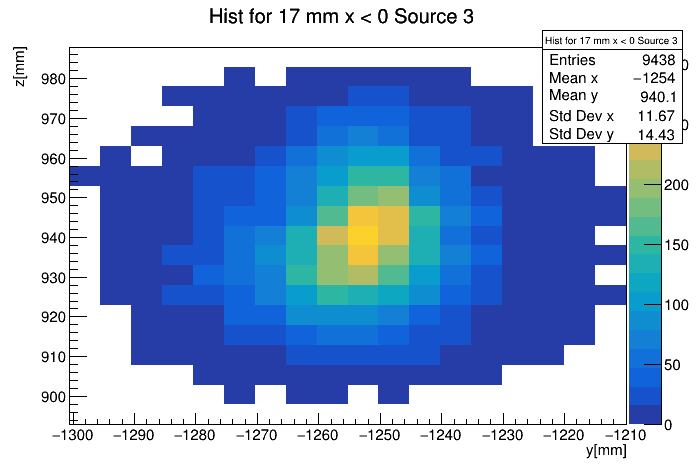 Hist for 17 mm x < 0 Source 3
Hist for 17 mm x < 0 Source 3
Entries 9438
Mean x −1254
Mean y 940.1
Std Dev x 11.67
Std Dev y 14.43
z[mm]
980
970
960
950
940
930
920
910
900
−1300 −1290 −1280 −1270 −1260 −1250 −1240 −1230 −1220 −1210
y[mm]
0
0
200
150
100
50
0